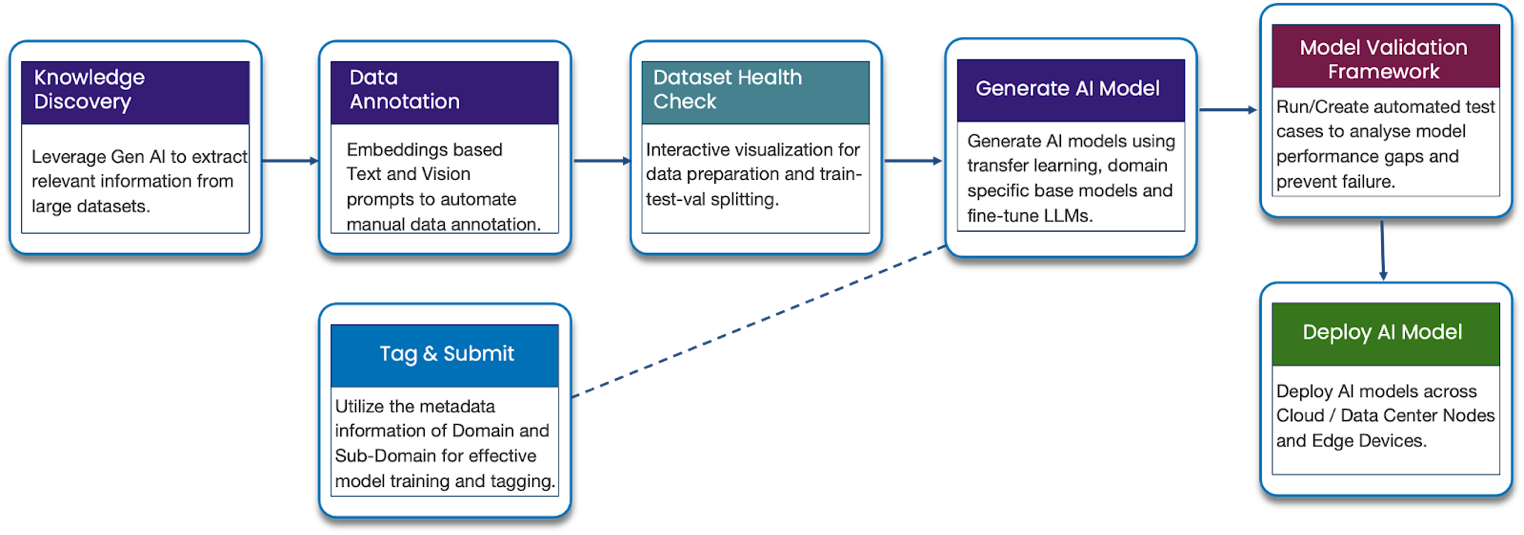 Knowledge
Discovery
Leverage Gen AI to extract
relevant information from
large datasets.
Data
Annotation
Embeddings based
Text and Vision
prompts to automate
manual data annotation.
Dataset Health
Check
Interactive visualization for
data preparation and train-
test-val splitting.
Generate AI Model
Generate AI models using
transfer learning, domain
specific base models and
fine-tune LLMs.
Model Validation
Framework
Run/Create automated test
cases to analyse model
performance gaps and
prevent failure.
Tag & Submit
Utilize the metadata
information of Domain and
Sub-Domain for effective
model training and tagging.
Deploy AI Model
Deploy AI models across
Cloud / Data Center Nodes
and Edge Devices.